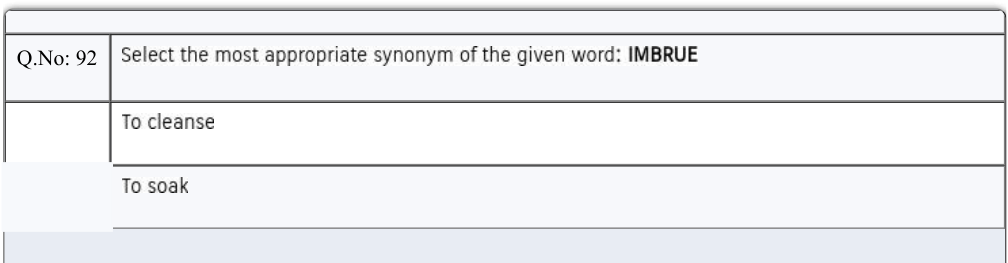 Q.No: 92
Select the most appropriate synonym of the given word: IMBRUE
To cleanse
To soak